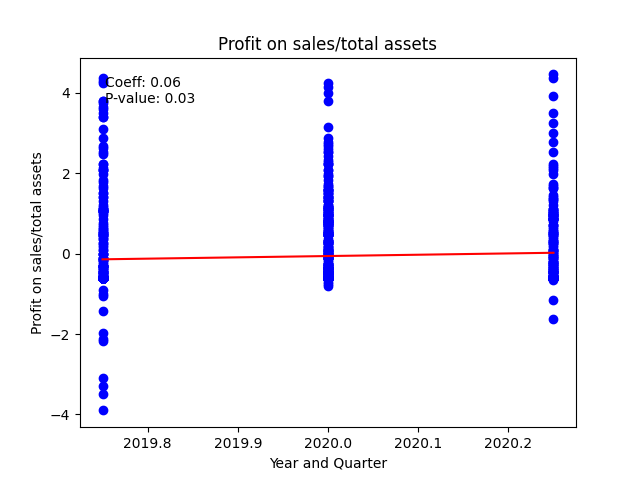 Profit on sales/total assets
Coeff: 0.06
P-value: 0.03
Profit on sales/total assets
4
2
0
−2
−4
2019.8 2019.9 2020.0 2020.1 2020.2
Year and Quarter